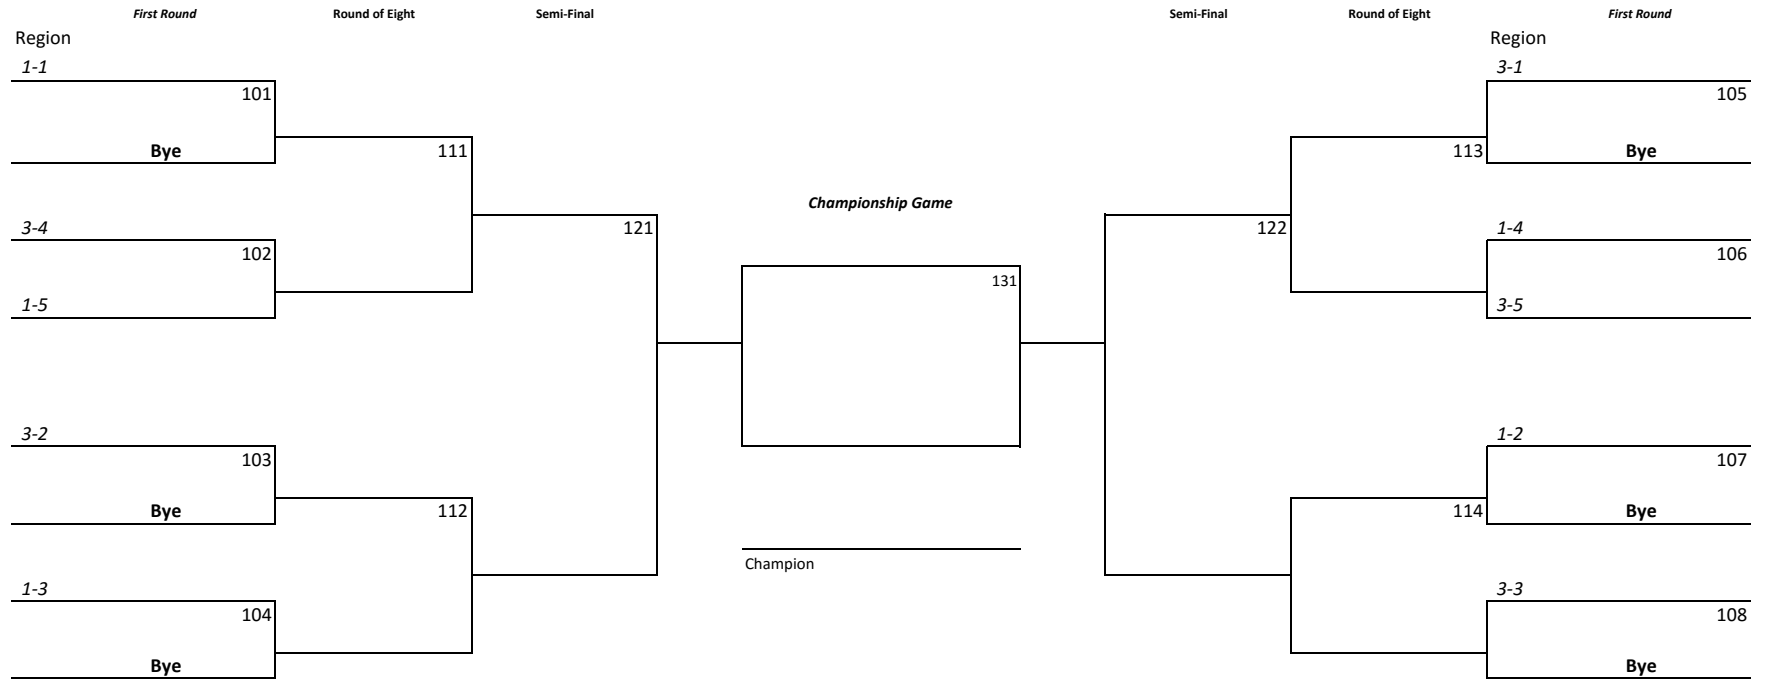 First Round Round of Eight Semi-Final Semi-Final Round of Eight First Round
Region Region
1-1 3-1
101 105
Bye 111 113 Bye
Championship Game
3-4 121 122 1-4
102 106
131
1-5 3-5
3-2 1-2
103 107
Bye 112 114 Bye
Champion
1-3 3-3
104 108
Bye Bye